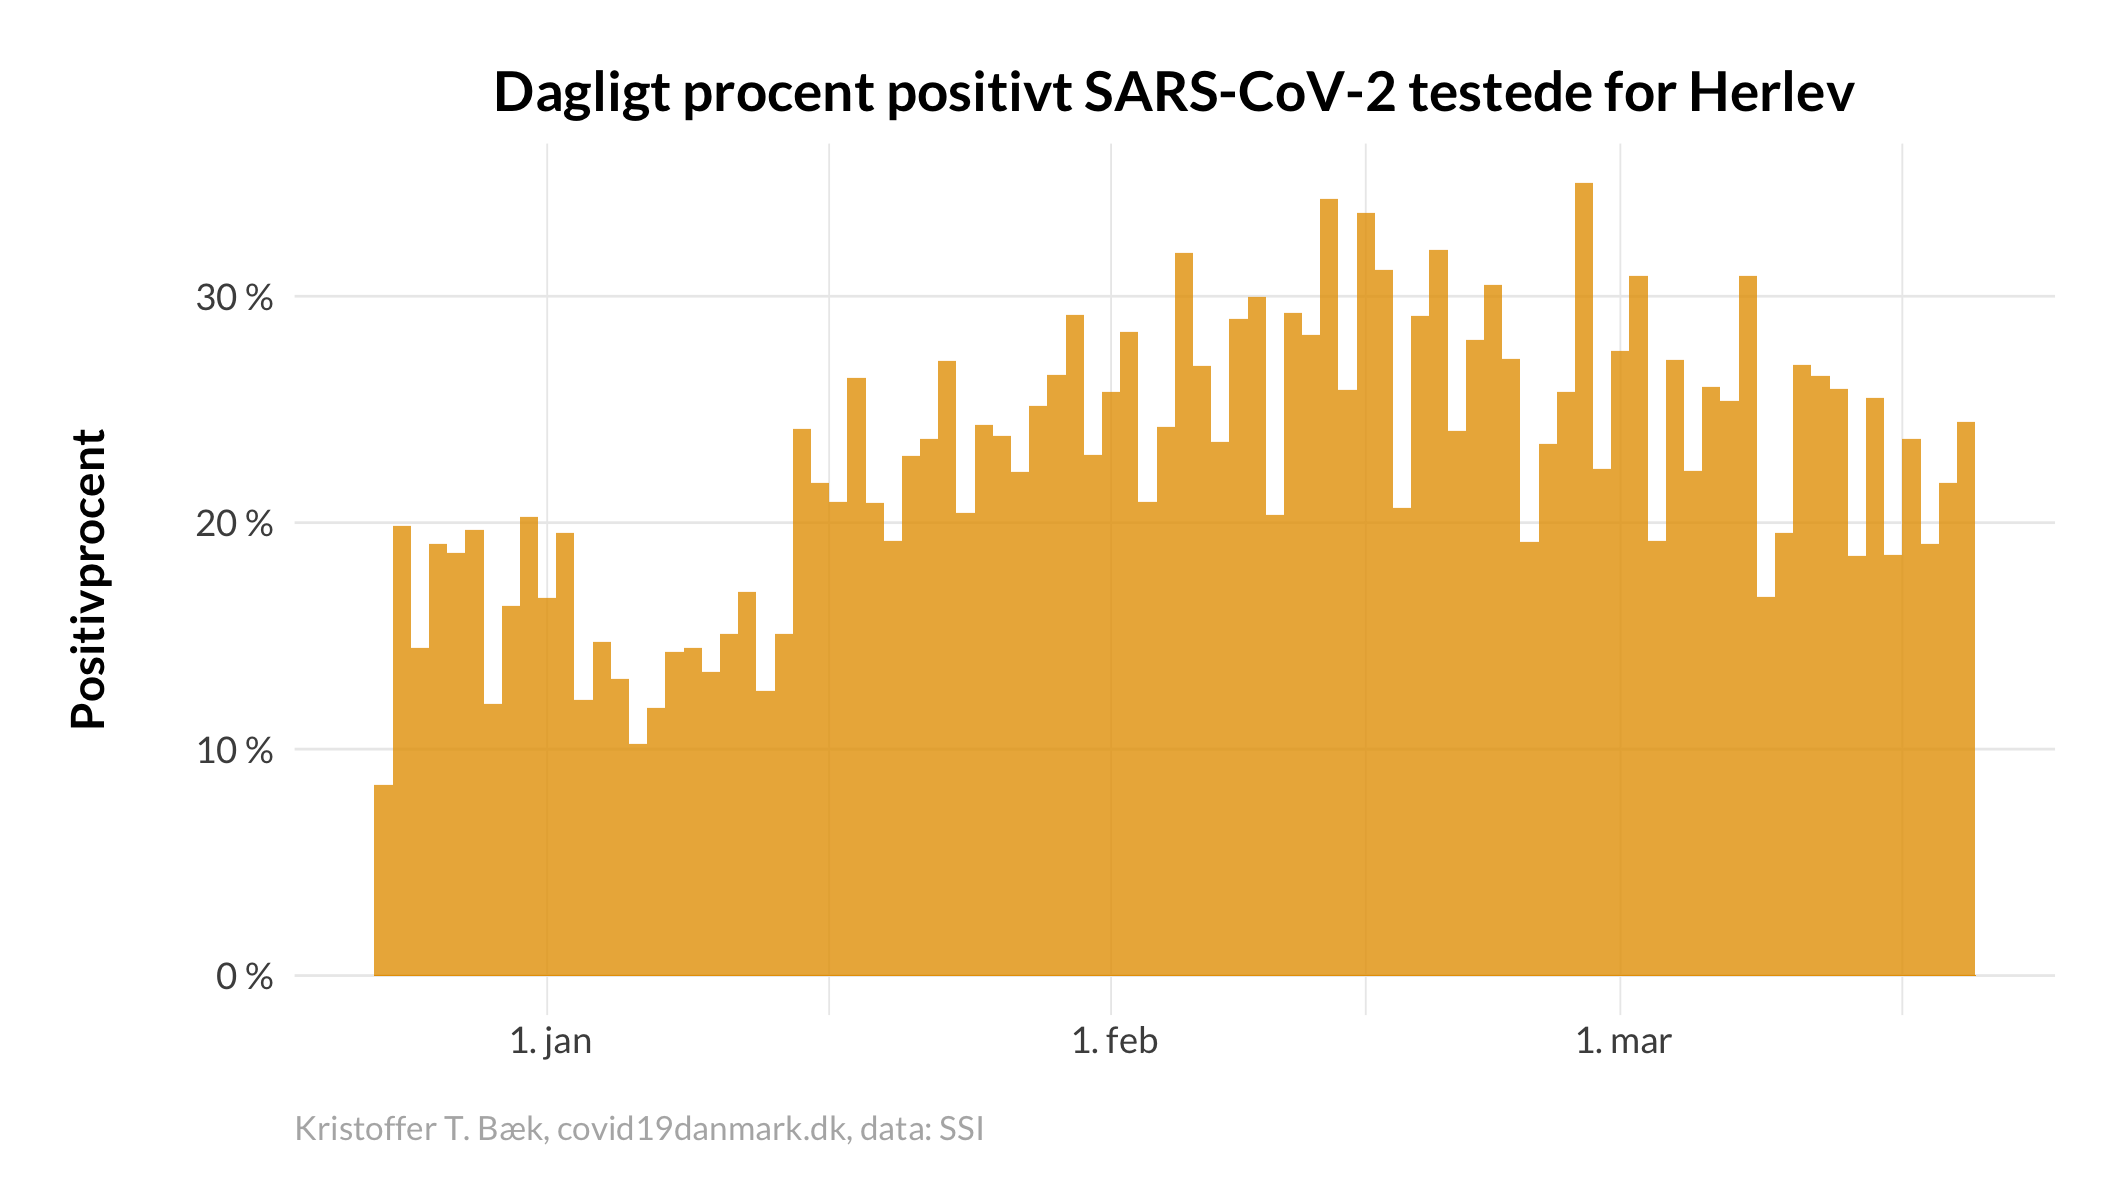 Dagligt procent positivt SARS-CoV-2 testede for Herlev
Positivprocent
30 %
20 %
10 %
0 %
1. jan
1. feb
1. mar
Kristoffer T. Bæk, covid19danmark.dk, data: SSI